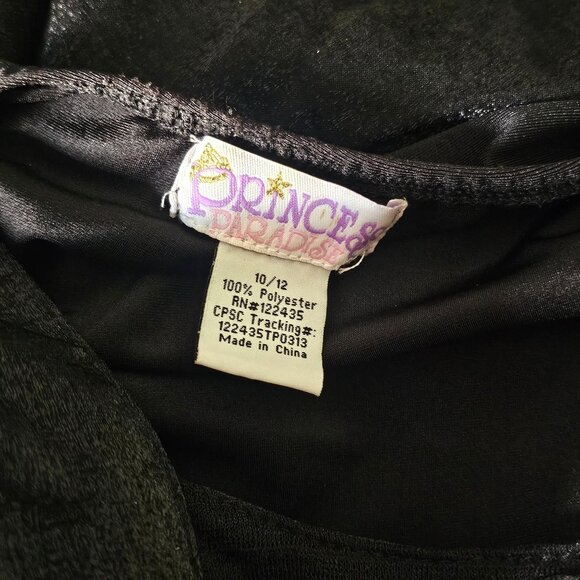 PRINCESS
PARADISE
10/12
100% Polyester
RN#122435
CPSC Tracking#:
122435TP0313
Made in China